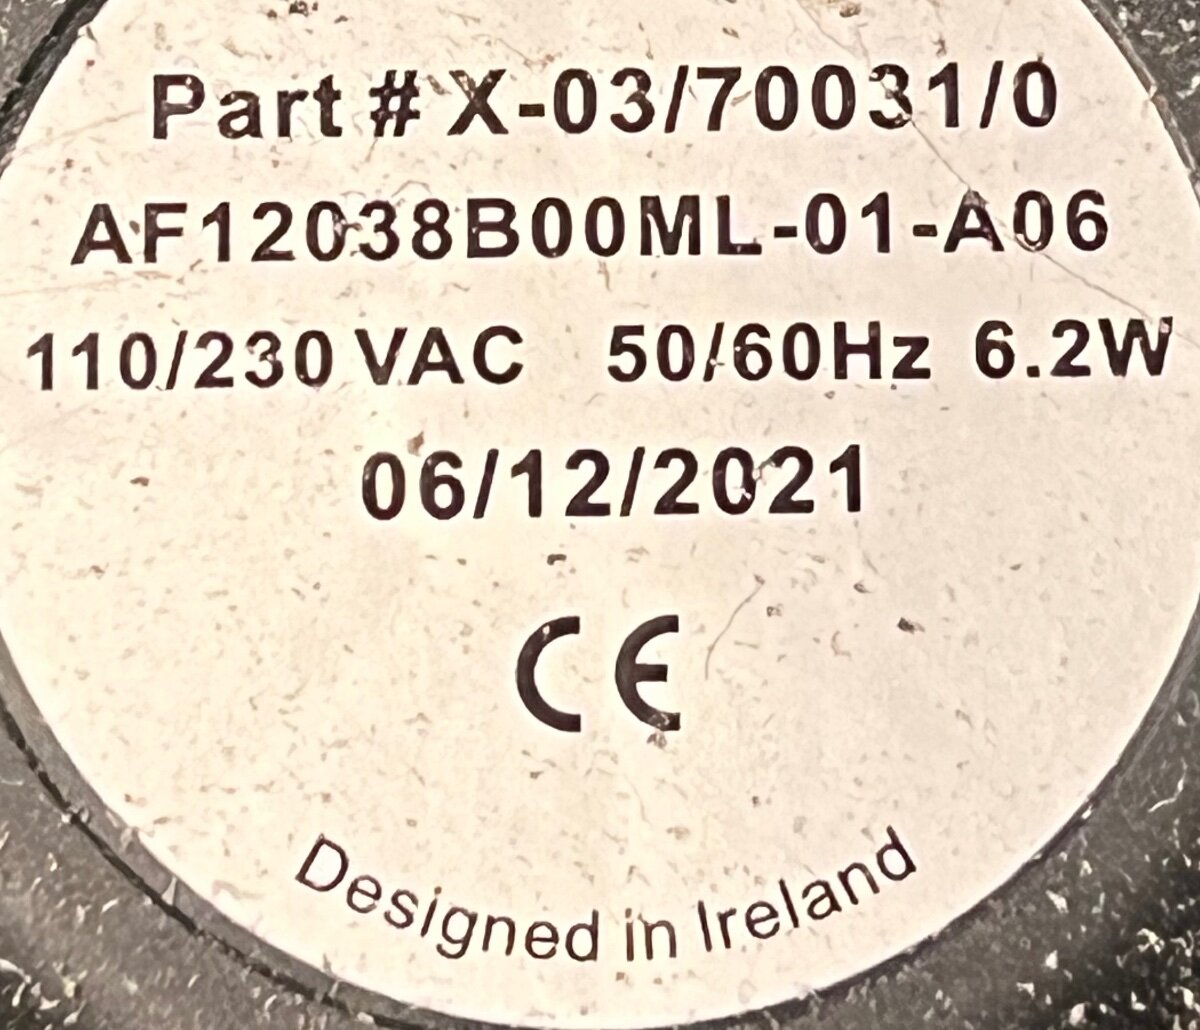 Part # X-03/70031/0
AF12038B00ML-01-A06
110/230 VAC 50/60Hz 6.2W
06/12/2021
CE
Designed in Ireland